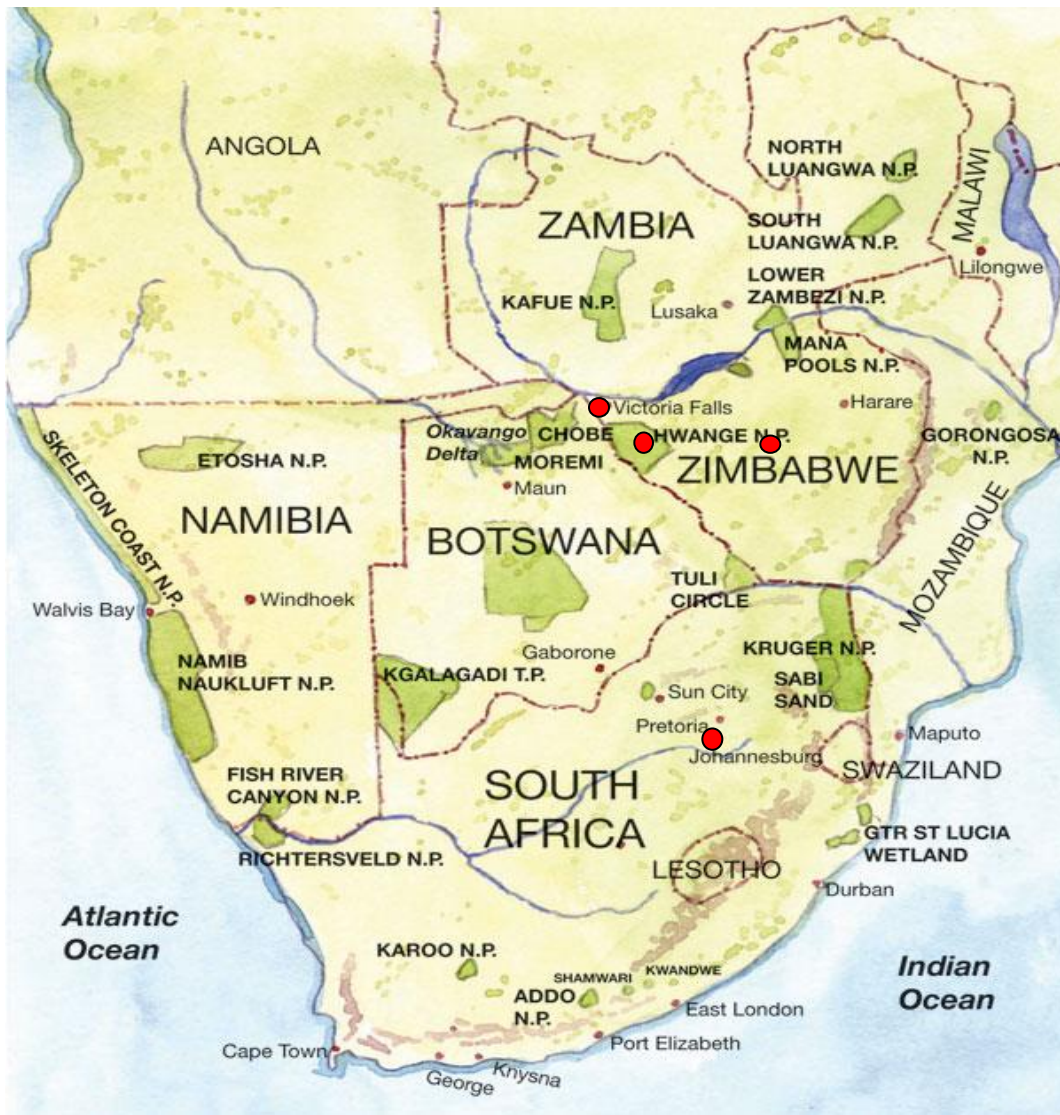 ANGOLA
NORTH
LUANGWA N.P.
MALAWI
ZAMBIA
SOUTH
LUANGWA N.P.
Lilongwe
LOWER
ZAMBEZI N.P.
KAFUE N.P.
Lusaka
MANA
POOLS N.P.
Victoria Falls
Harare
Okavango
Delta
CHOBE
HWANGE N.P.
GORONGOSA
N.P.
SKELETON COAST N.P.
ETOSHA N.P.
MOREMI
ZIMBABWE
Maun
NAMIBIA
BOTSWANA
MOZAMBIQUE
TULI
CIRCLE
Walvis Bay
Windhoek
KRUGER N.P.
NAMIB
NAUKLUFT N.P.
Gaborone
KGALAGADI T.P.
SABI
SAND
Sun City
Pretoria
Maputo
Johannesburg
SWAZILAND
FISH RIVER
CANYON N.P.
SOUTH
AFRICA
GTR ST LUCIA
WETLAND
RICHTERSVELD N.P.
LESOTHO
Durban
Atlantic
Ocean
KAROO N.P.
SHAMWARI
KWANDWE
Indian
Ocean
ADDO
N.P.
East London
Port Elizabeth
Cape Town
George
Knysna